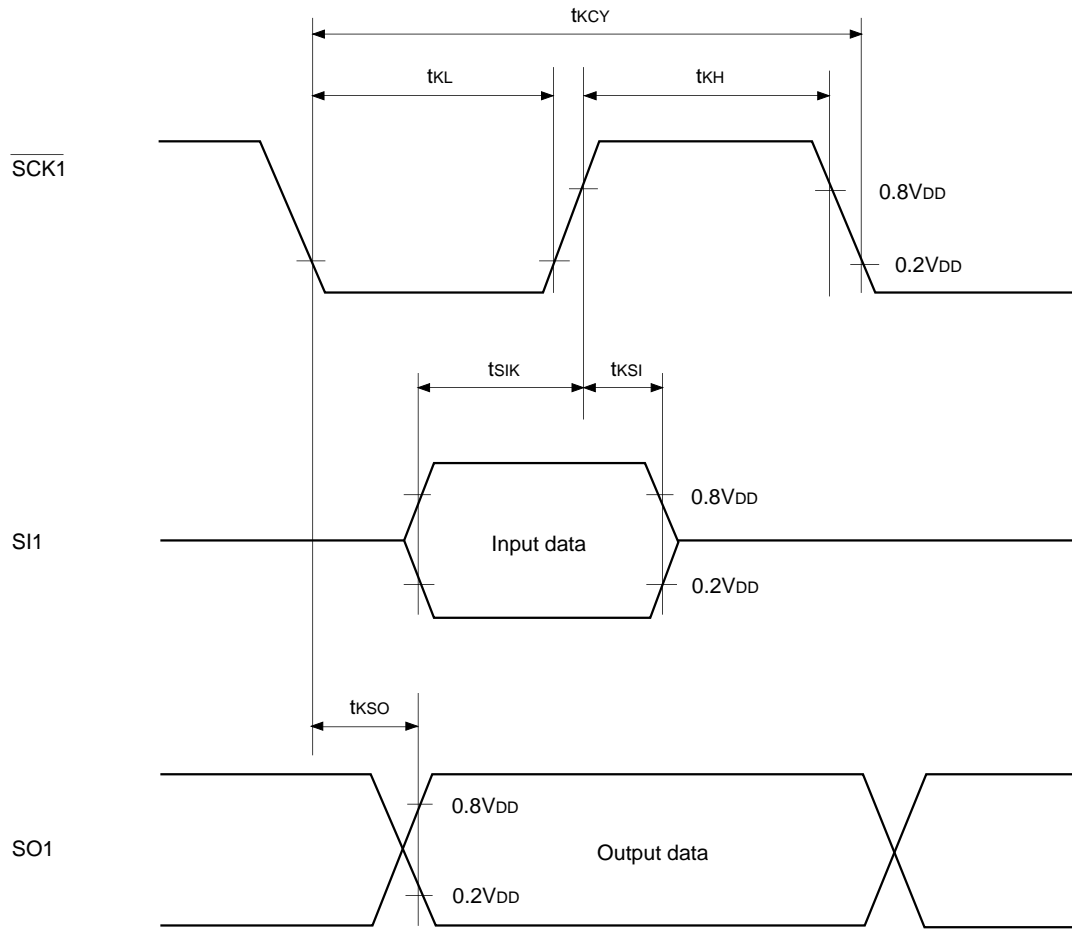 tKCY
tKL
tKH
SCK1
0.8VDD
0.2VDD
tSIK
tKSI
0.8VDD
SI1
Input data
0.2VDD
tKSO
0.8VDD
SO1
Output data
0.2VDD